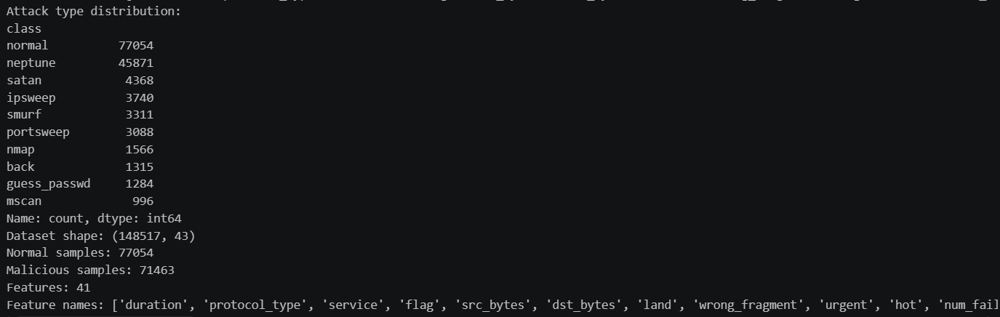 Attack type distribution:
class
normal 77054
neptune 45871
satan 4368
ipsweep 3740
smurf 3311
portsweep 3088
nmap 1566
back 1315
guess_passwd 1284
mscan 996
Name: count, dtype: int64
Dataset shape: (148517, 43)
Normal samples: 77054
Malicious samples: 71463
Features: 41
Feature names: ['duration', 'protocol_type', 'service', 'flag', 'src_bytes', 'dst_bytes', 'land', 'wrong_fragment', 'urgent', 'hot', 'num_fail